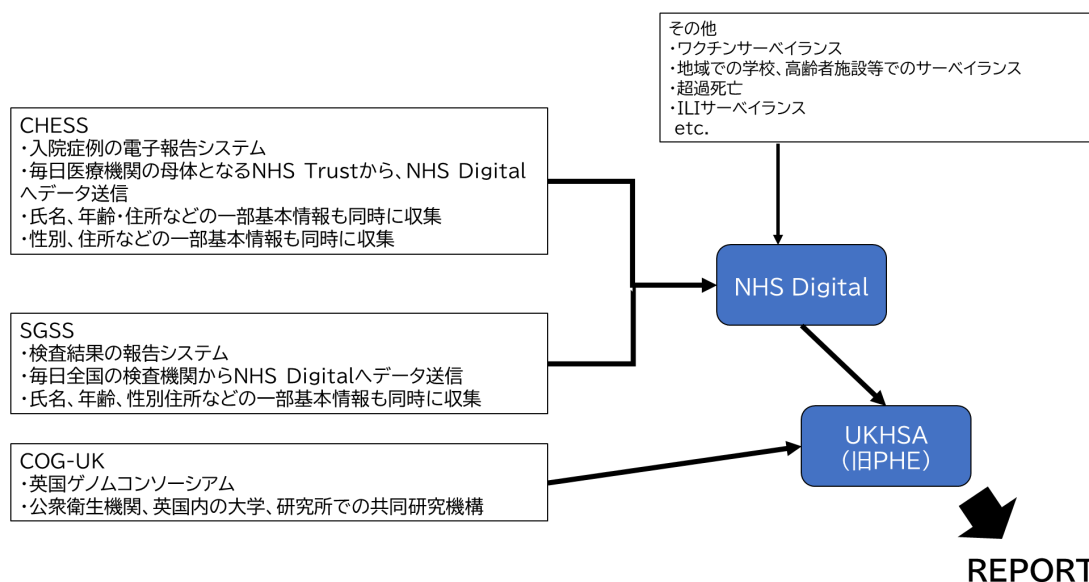 その他
・ワクチンサーベイランス
・地域での学校、高齢者施設等でのサーベイランス
・超過死亡
・ILIサーベイランス
etc.
CHESS
・入院症例の電子報告システム
・毎日医療機関の母体となるNHS Trustから、NHS Digital
へデータ送信
・氏名、年齢・住所などの一部基本情報も同時に収集
・性別、住所などの一部基本情報も同時に収集
NHS Digital
SGSS
・検査結果の報告システム
・毎日全国の検査機関からNHS Digitalへデータ送信
・氏名、年齢、性別住所などの一部基本情報も同時に収集
UKHSA
（旧PHE）
COG-UK
・英国ゲノムコンソーシアム
・公衆衛生機関、英国内の大学、研究所での共同研究機構
REPORT